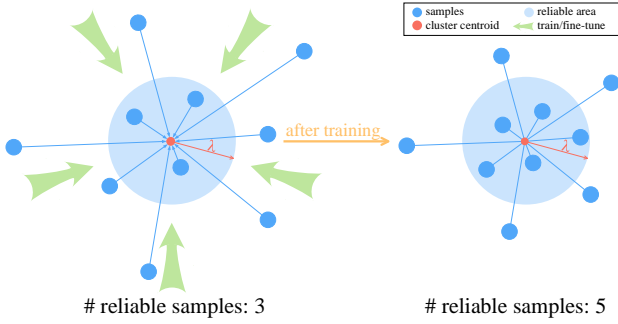 samples
reliable area
cluster centroid
train/fine-tune
λ
after training
λ
# reliable samples: 3
# reliable samples: 5